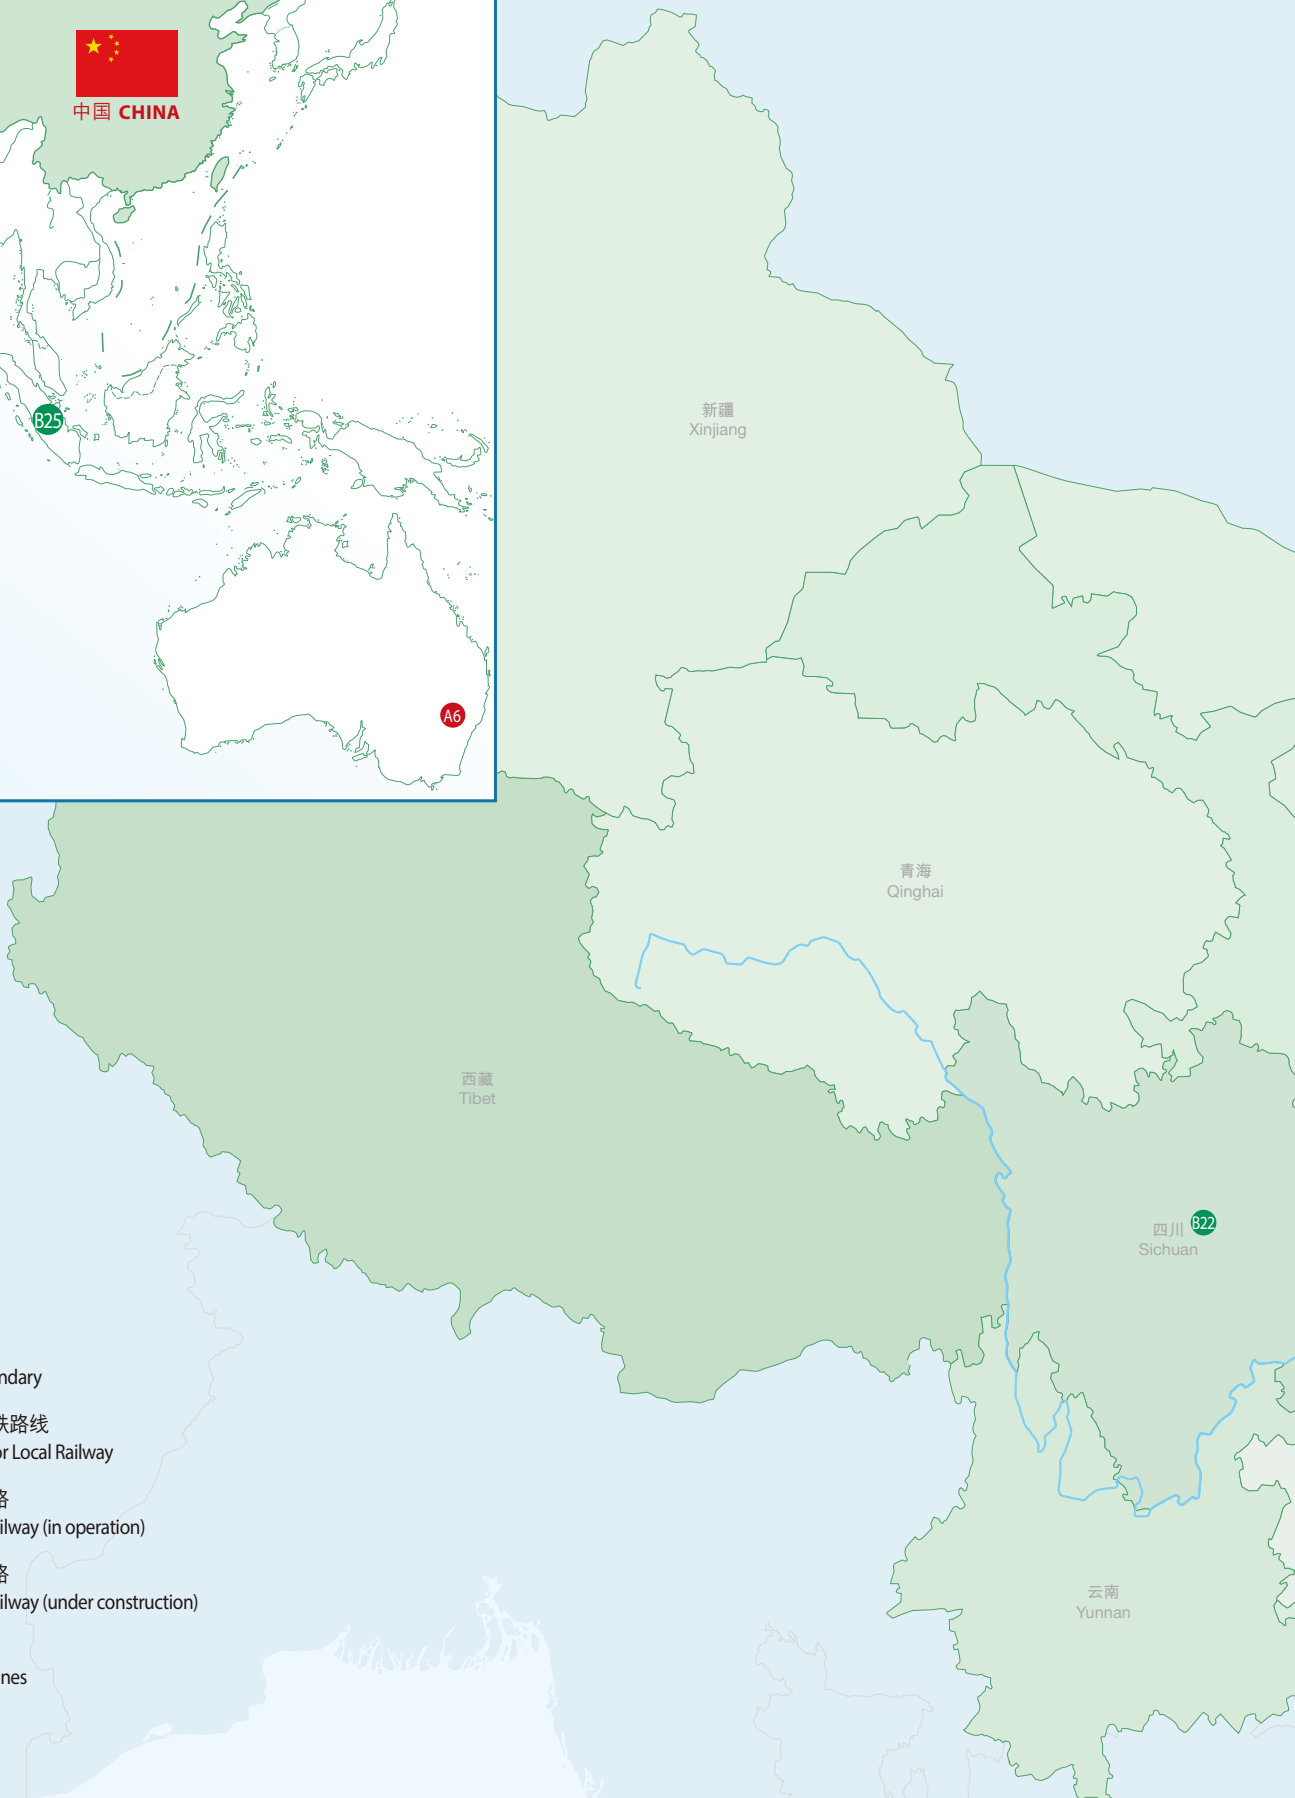 中国 CHINA
B25
A6
新疆
Xinjiang
青海
Qinghai
西藏
Tibet
四川
Sichuan
B22
云南
Yunnan
ndary
铁路线
or Local Railway
路
ilway (in operation)
路
ilway (under construction)
nes